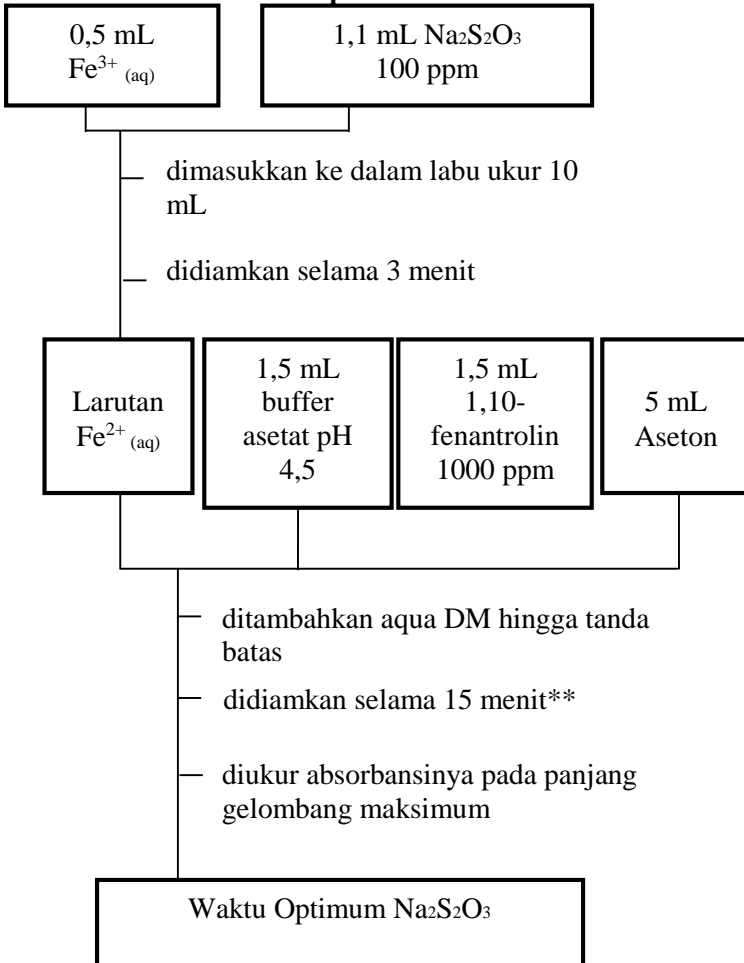 0,5 mL
Fe³⁺ (aq)
1,1 mL Na₂S₂O₃
100 ppm
dimasukkan ke dalam labu ukur 10
mL
didiamkan selama 3 menit
Larutan
Fe²⁺ (aq)
1,5 mL
buffer
asetat pH
4,5
1,5 mL
1,10-
fenantrolin
1000 ppm
5 mL
Aseton
ditambahkan aqua DM hingga tanda
batas
didiamkan selama 15 menit**
diukur absorbansinya pada panjang
gelombang maksimum
Waktu Optimum Na₂S₂O₃